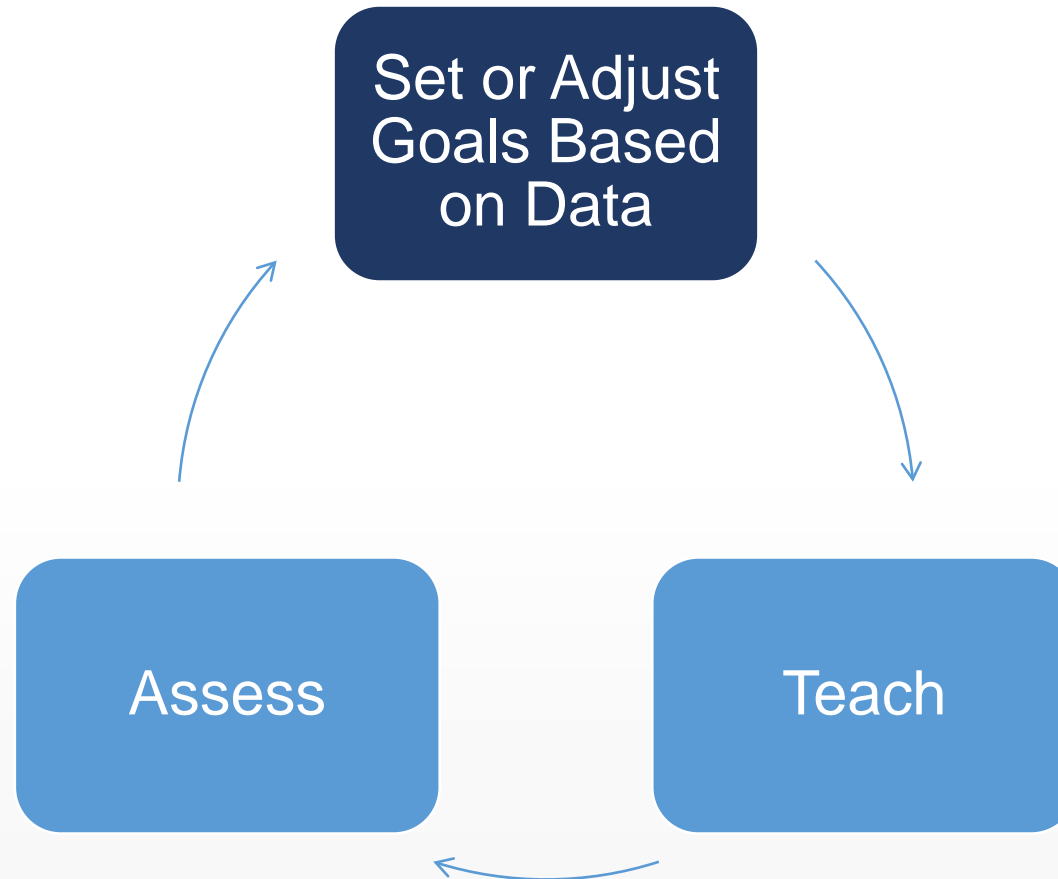 Set or Adjust
Goals Based
on Data
Assess
Teach